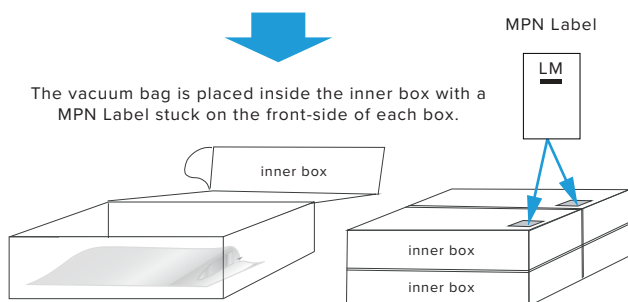 MPN Label
LM
The vacuum bag is placed inside the inner box with a
MPN Label stuck on the front-side of each box.
inner box
inner box
inner box